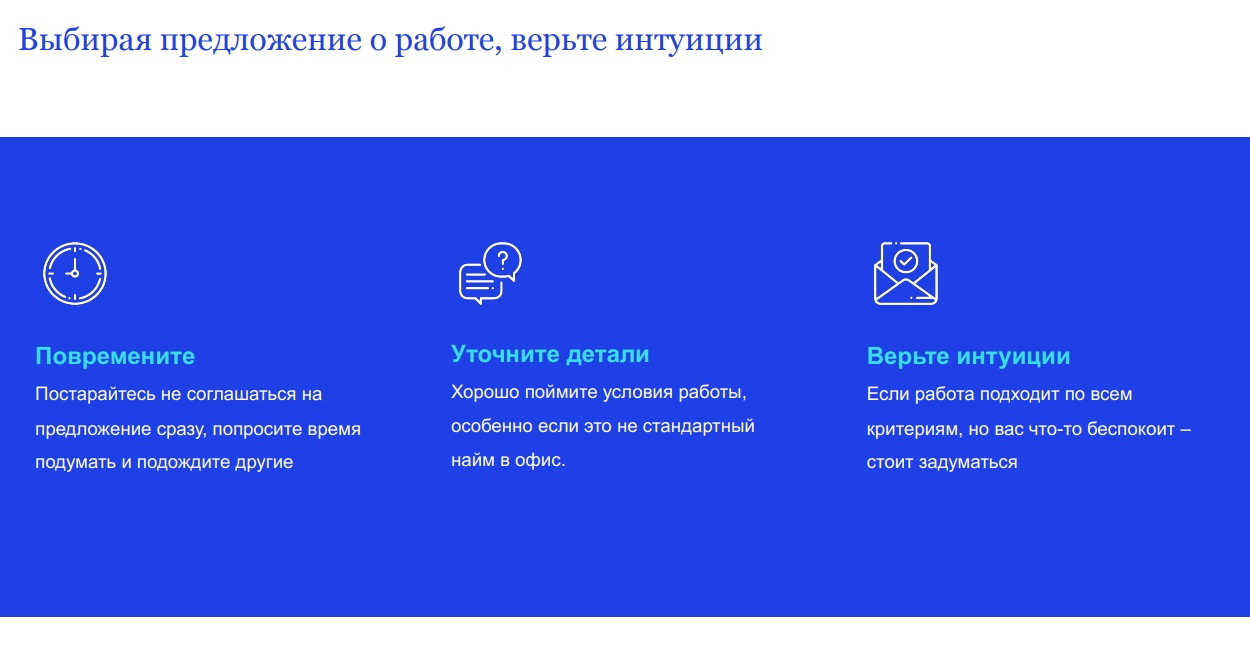 Выбирая предложение о работе, верьте интуиции
Повремените
Постарайтесь не соглашаться на
предложение сразу, попросите время
подумать и подождите другие
Уточните детали
Хорошо поймите условия работы,
особенно если это не стандартный
найм в офис.
Верьте интуиции
Если работа подходит по всем
критериям, но вас что-то беспокоит –
стоит задуматься